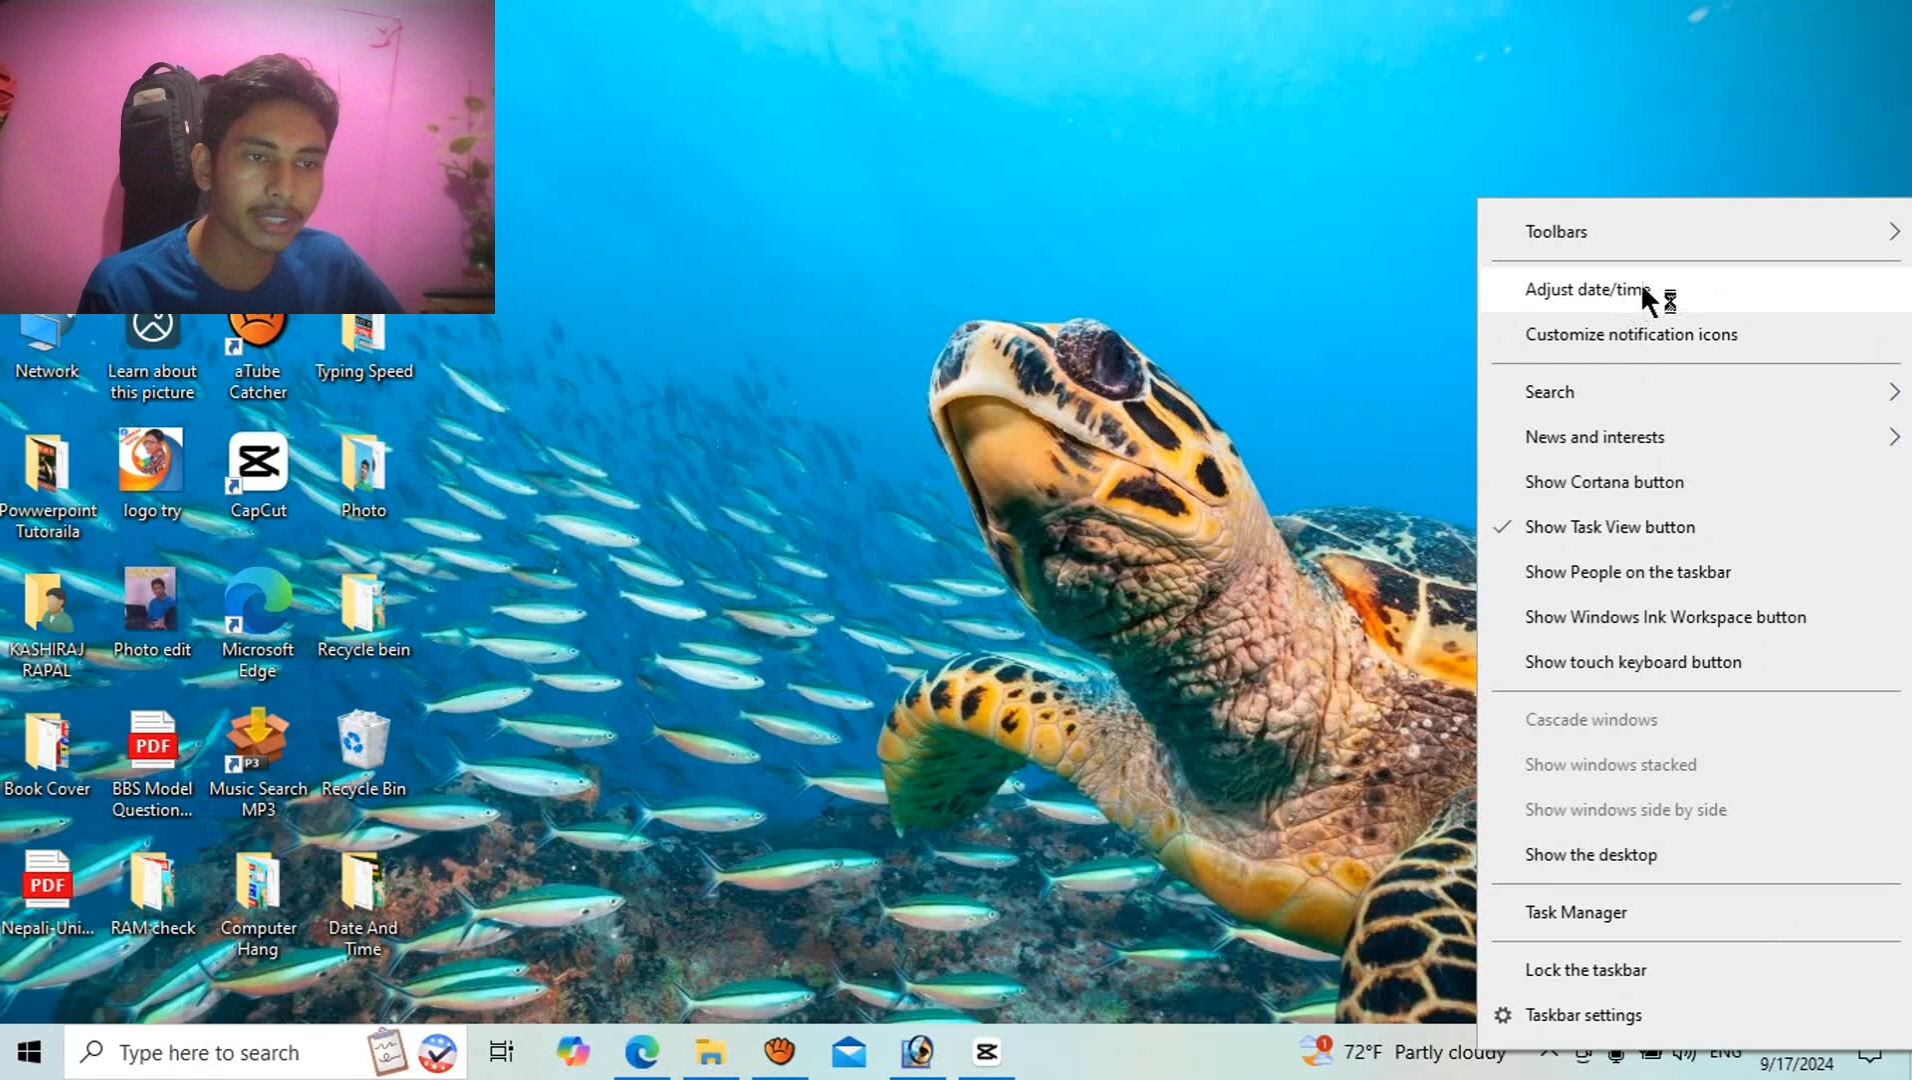 Toolbars
Adjust date/time
Customize notification icons
Search
News and interests
Show Cortana button
Show Task View button
Show People on the taskbar
Show Windows Ink Workspace button
Show touch keyboard button
Cascade windows
Show windows stacked
Show windows side by side
Show the desktop
Task Manager
Lock the taskbar
Taskbar settings
Network
Learn about
this picture
aTube
Catcher
Typing Speed
Powwerpoint
Tutoraila
logo try
CapCut
Photo
KASHIRAJ
RAPAL
Photo edit
Microsoft
Edge
Recycle bein
Book Cover
PDF
BBS Model
Question...
P3
Music Search
MP3
Recycle Bin
PDF
Nepali-Uni...
RAM check
Computer
Hang
Date And
Time
Type here to search
1
72°F Partly cloudy
ENG
9/17/2024